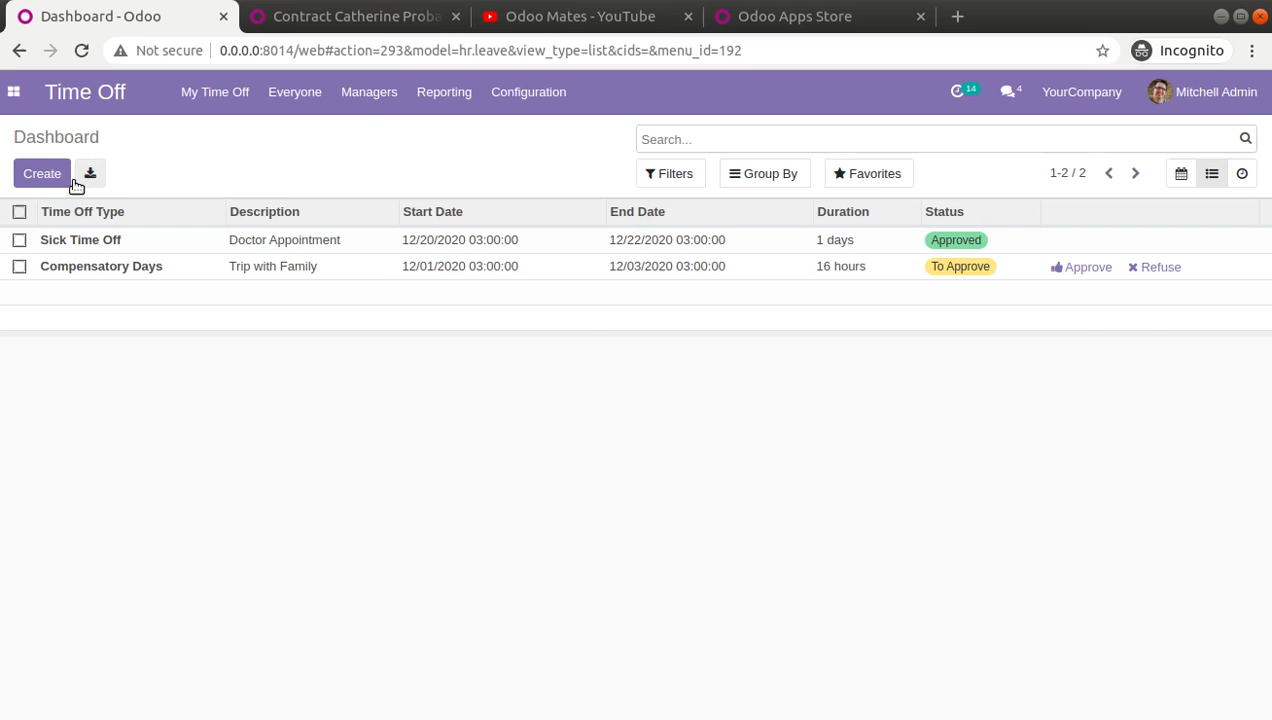 Dashboard - Odoo
Contract Catherine Proba
Odoo Mates - YouTube
Odoo Apps Store
Not secure 0.0.0.0:8014/web#action=293&model=hr.leave&view_type=list&cids=&menu_id=192
Incognito
Time Off My Time Off Everyone Managers Reporting Configuration 14 4 YourCompany Mitchell Admin
Dashboard
Search...
Create
Filters Group By Favorites 1-2 / 2
Time Off Type Description Start Date End Date Duration Status
Sick Time Off Doctor Appointment 12/20/2020 03:00:00 12/22/2020 03:00:00 1 days Approved
Compensatory Days Trip with Family 12/01/2020 03:00:00 12/03/2020 03:00:00 16 hours To Approve Approve Refuse